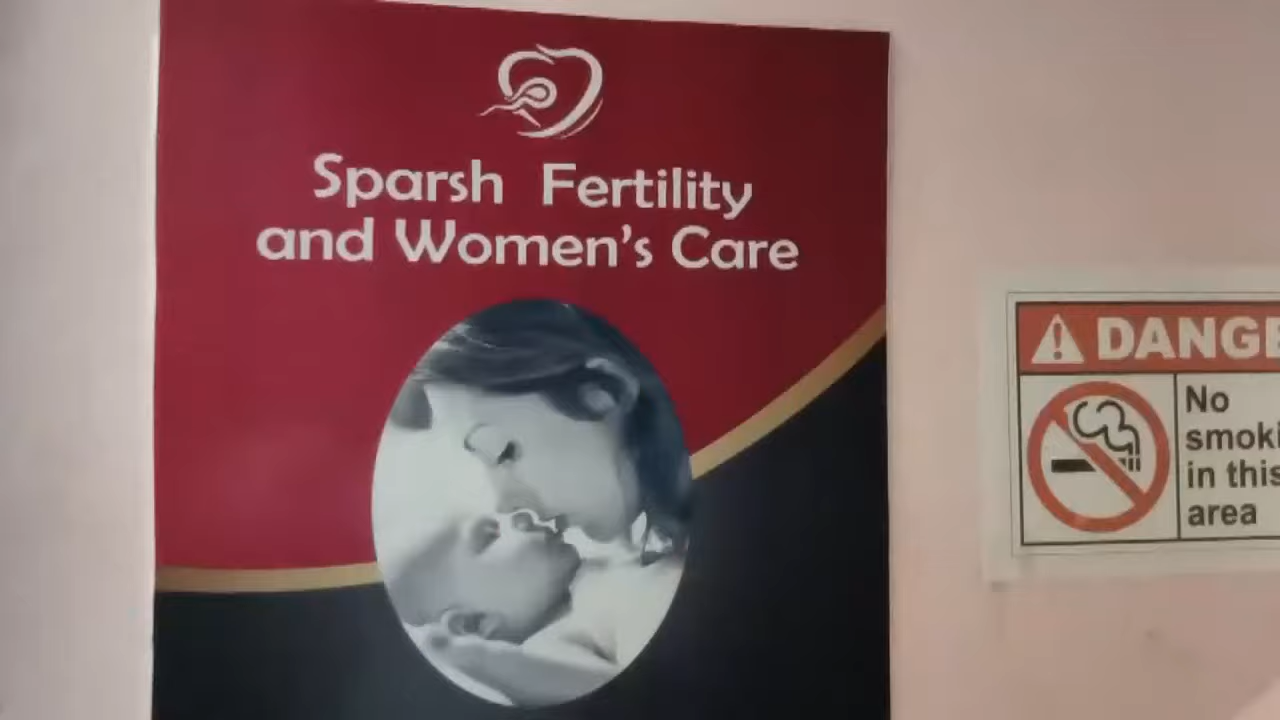 Sparsh Fertility
and Women's Care
DANGE
No
smoki
in this
area